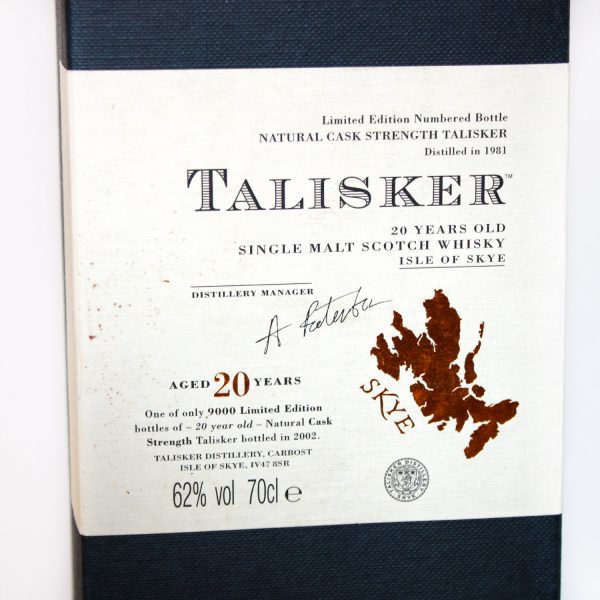 Limited Edition Numbered Bottle
NATURAL CASK STRENGTH TALISKER
Distilled in 1981
TALISKER™
20 YEARS OLD
SINGLE MALT SCOTCH WHISKY
ISLE OF SKYE
DISTILLERY MANAGER
A
SKYE
AGED 20 YEARS
One of only 9000 Limited Edition
bottles of ~ 20 year old ~ Natural Cask
Strength Talisker bottled in 2002.
TALISKER DISTILLERY, CARBOST
ISLE OF SKYE, IV47 8SR
62% vol 70cl e
TALISKER DISTILLERY
SKYE